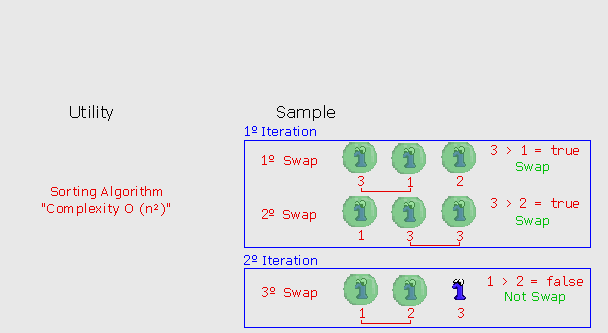 Utility
Sample
1º Iteration
1º Swap
3 > 1 = true
Swap
3 1 2
Sorting Algorithm
"Complexity O (n²)"
2º Swap
3 > 2 = true
Swap
1 3 3
2º Iteration
3º Swap
1 > 2 = false
Not Swap
1 2 3